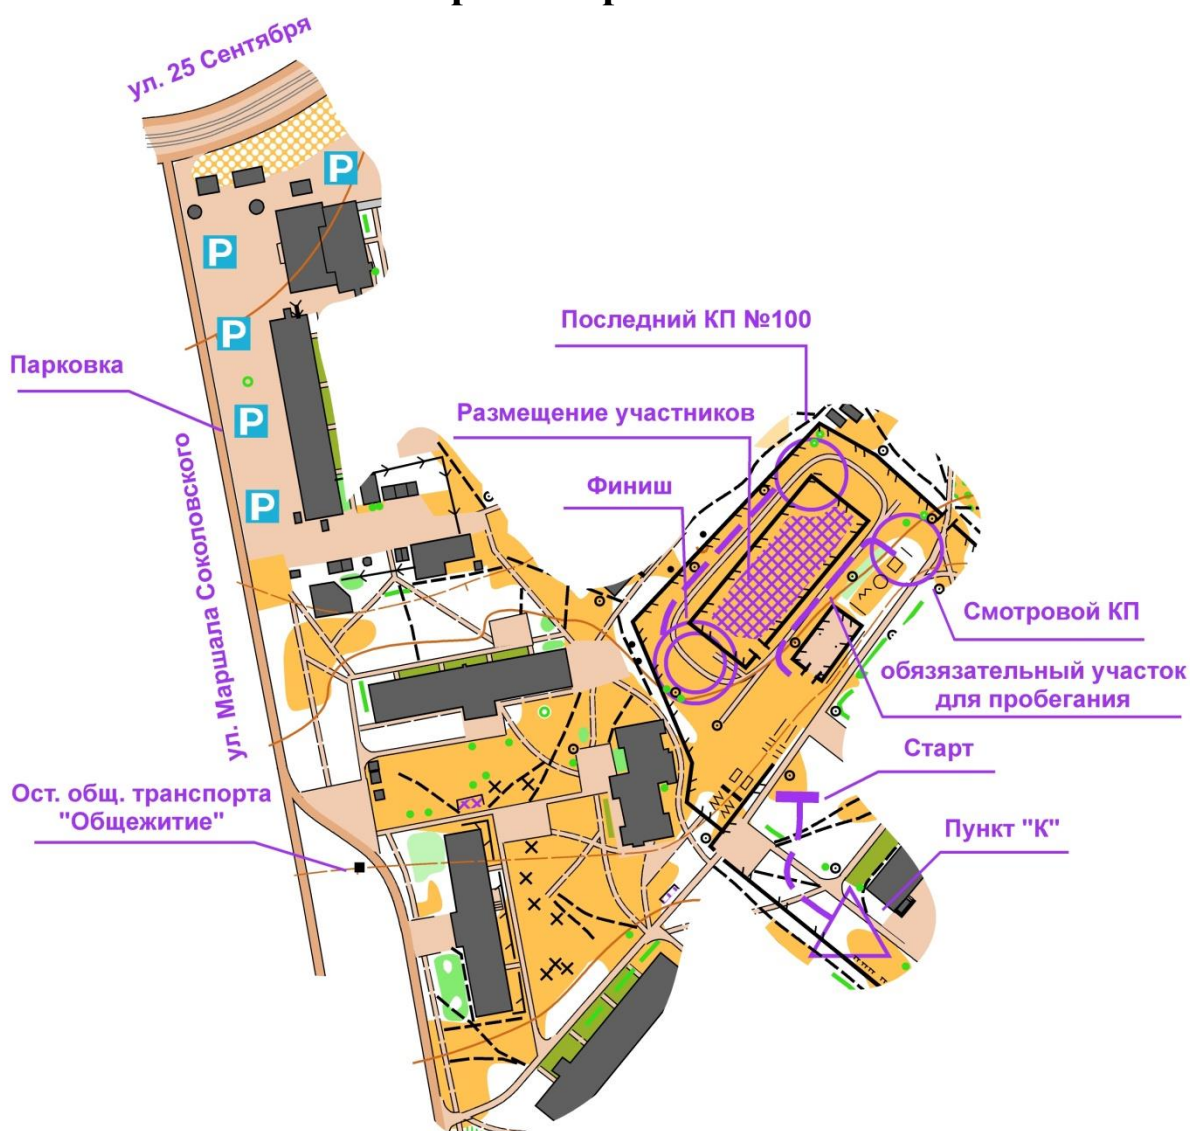 ул. 25 Сентября
P
P
Последний КП №100
P
Парковка
Размещение участников
P
ул. Маршала Соколовского
Финиш
P
Смотровой КП
обязязательный участок
для пробегания
Старт
Ост. общ. транспорта
"Общежитие"
Пункт "К"